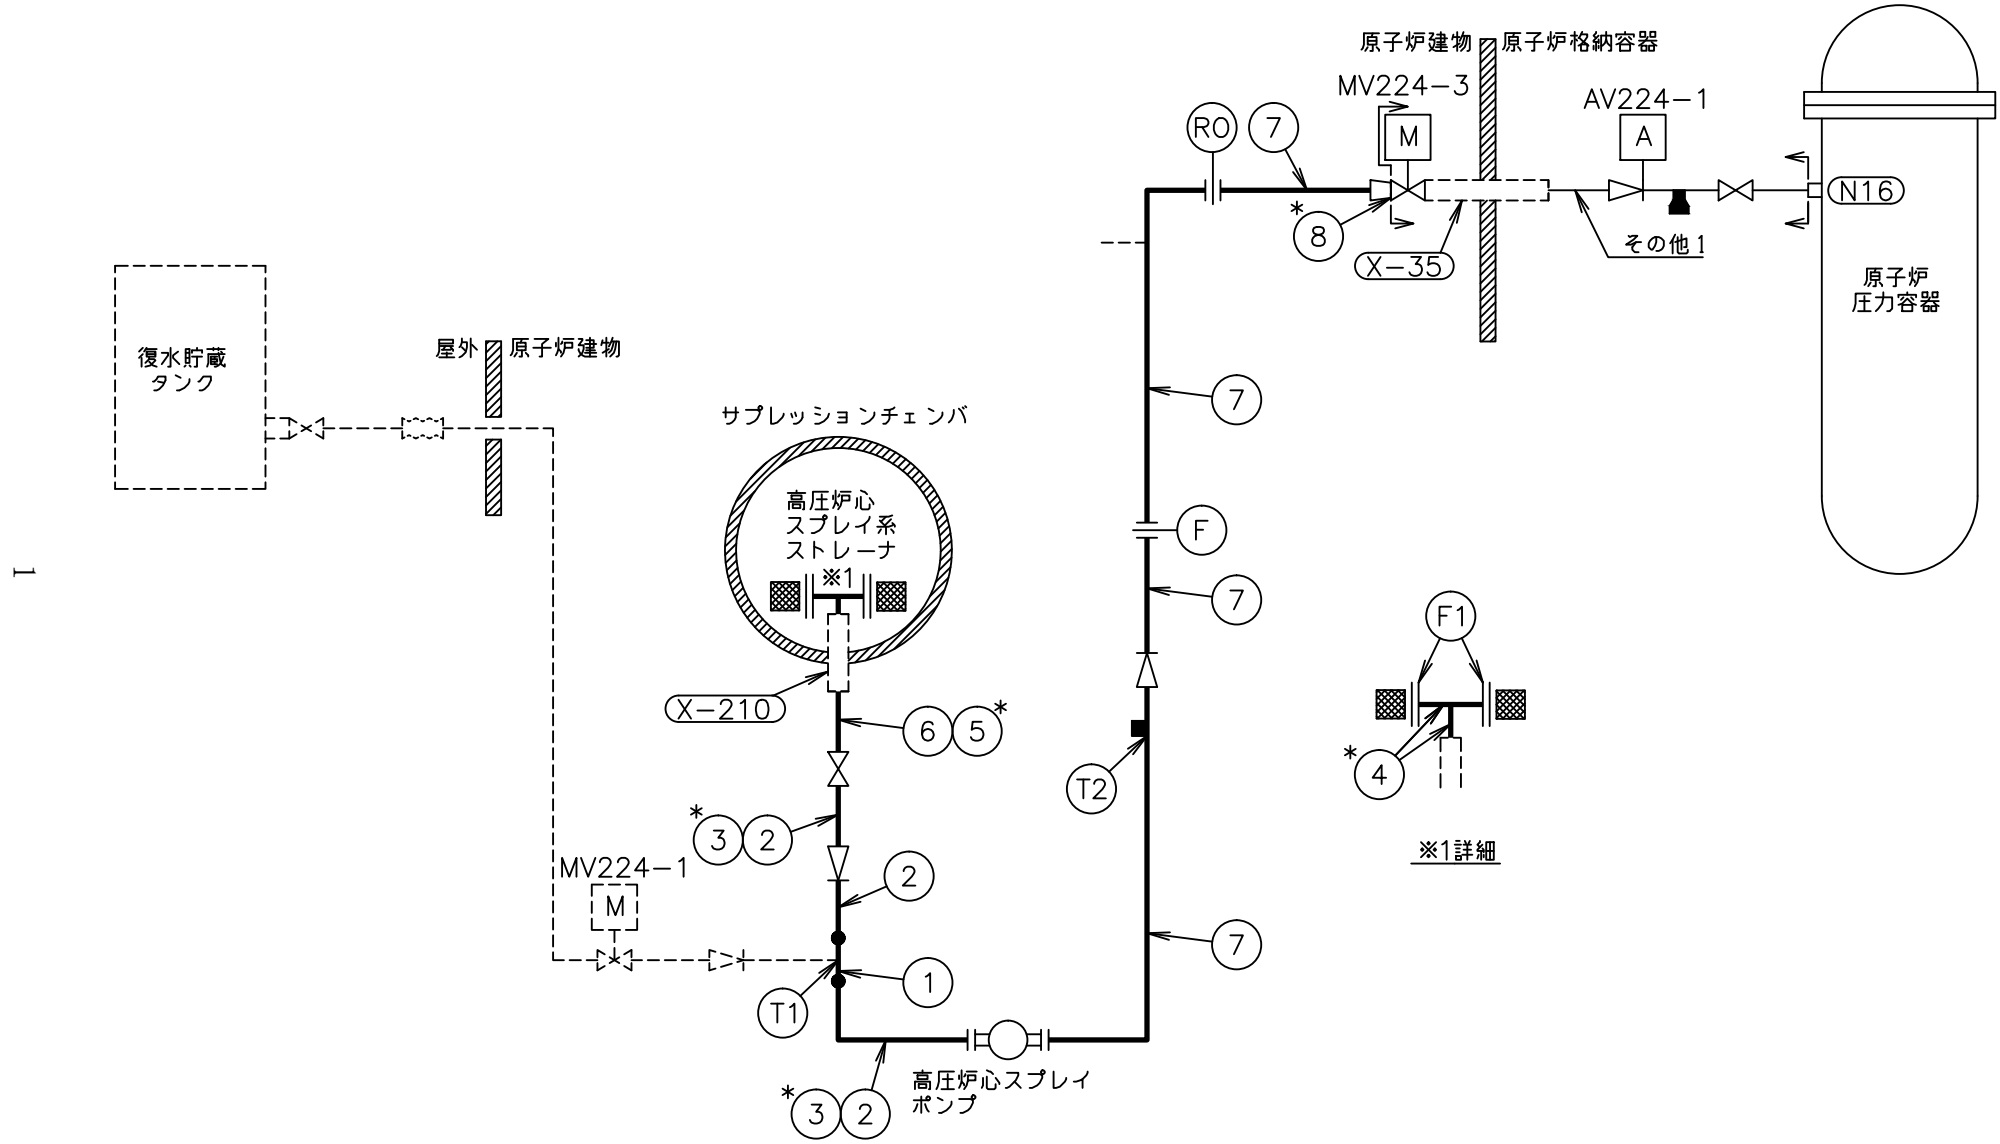 原子炉建物
原子炉格納容器
MV224-3
AV224-1
RO
7
M
A
N16
*
8
X-35
その他1
原子炉
圧力容器
屋外
原子炉建物
復水貯蔵
タンク
7
サプレッションチェンバ
高圧炉心
スプレイ系
ストレーナ
※1
F
1
7
F1
X-210
6
5
*
T2
*
4
*
3
2
※1詳細
MV224-1
M
2
7
1
T1
高圧炉心スプレイ
ポンプ
*
3
2